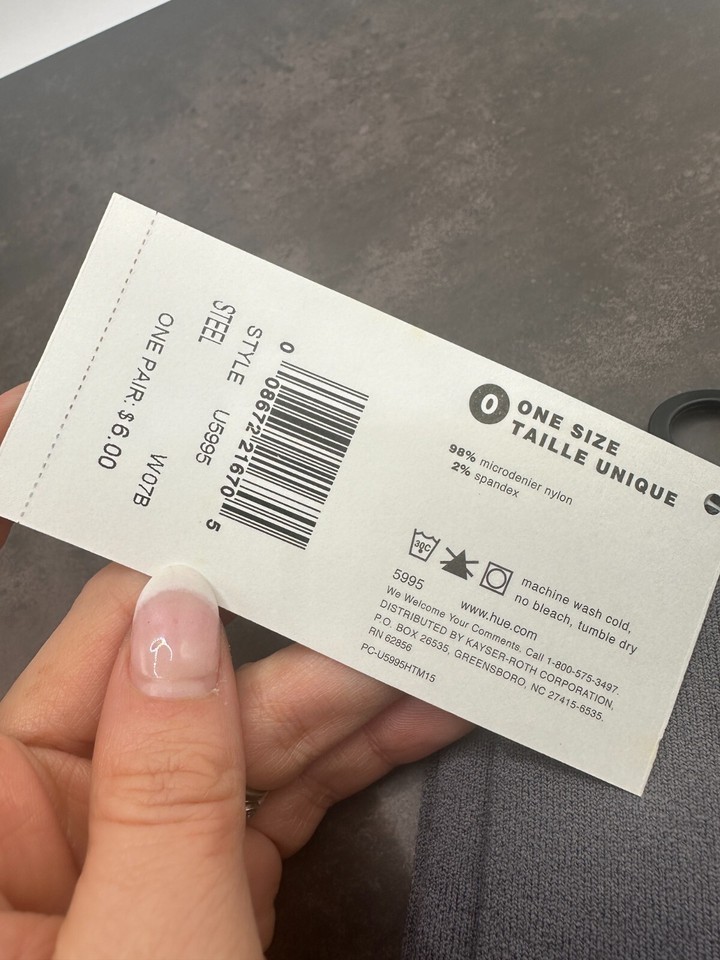 0 ONE SIZE
TAILLE UNIQUE
98% microdenier nylon
2% spandex
30C
machine wash cold,
no bleach, tumble dry
5995
www.hue.com
We Welcome Your Comments. Call 1-800-575-3497.
DISTRIBUTED BY KAYSER-ROTH CORPORATION,
P.O. BOX 26535, GREENSBORO, NC 27415-6535.
RN 62856
PC-U5995HTM15
0 08672 21670 5
STYLE U5995
STEEL
W07B
ONE PAIR: $6.00